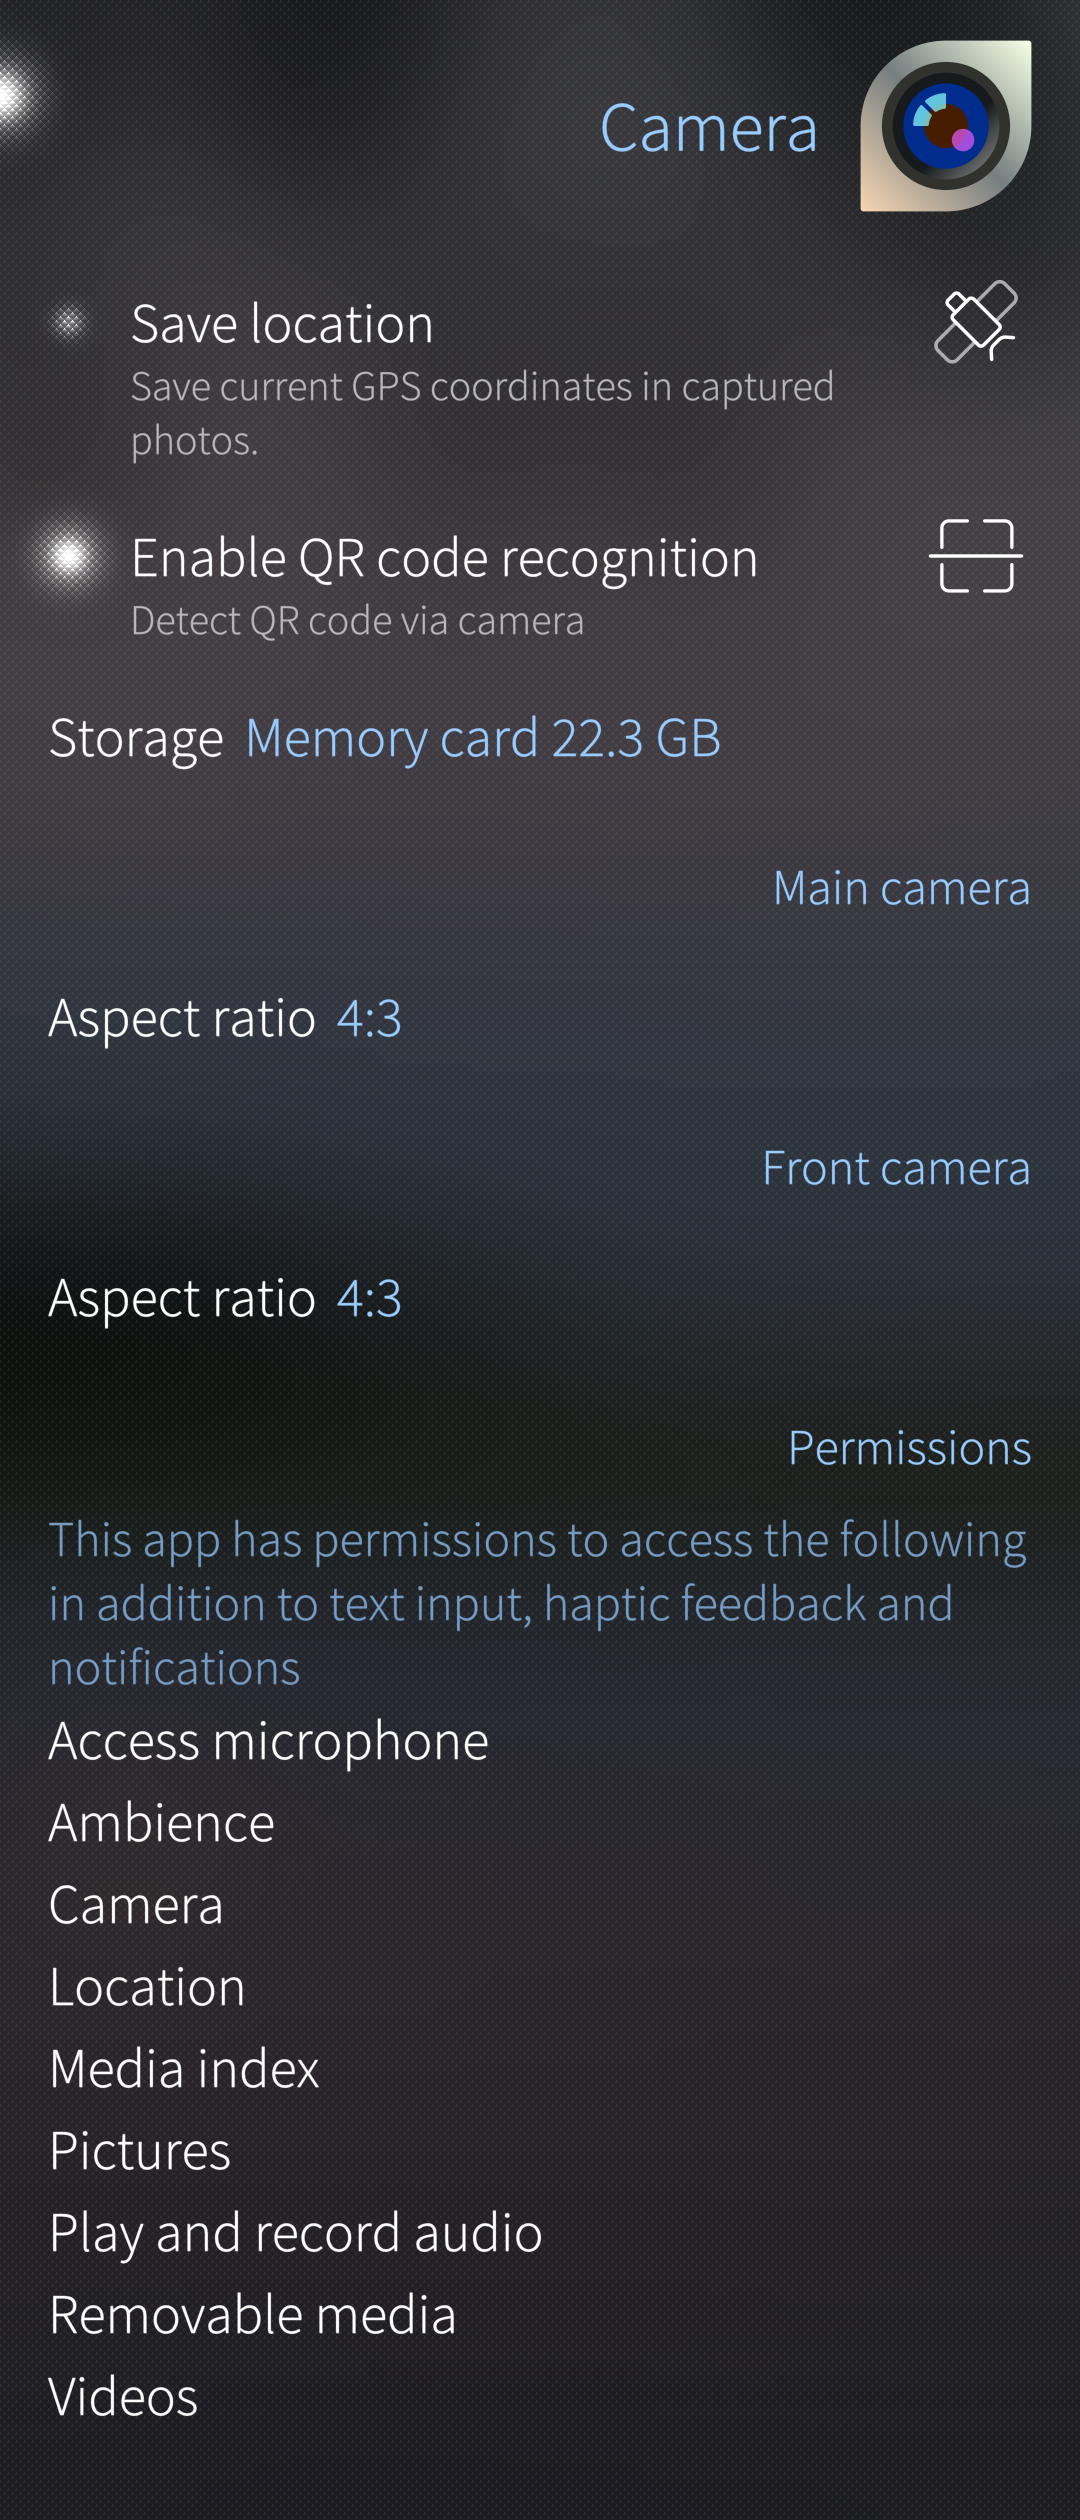 Camera
Save location
Save current GPS coordinates in captured
photos.
Enable QR code recognition
Detect QR code via camera
Storage Memory card 22.3 GB
Main camera
Aspect ratio 4:3
Front camera
Aspect ratio 4:3
Permissions
This app has permissions to access the following
in addition to text input, haptic feedback and
notifications
Access microphone
Ambience
Camera
Location
Media index
Pictures
Play and record audio
Removable media
Videos